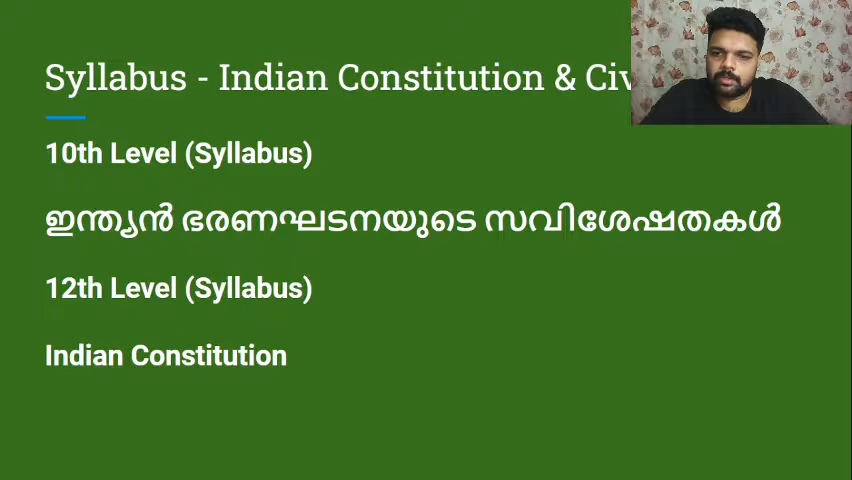 Syllabus - Indian Constitution & Civ
10th Level (Syllabus)
ഇന്ത്യൻ ഭരണഘടനയുടെ സവിശേഷതകൾ
12th Level (Syllabus)
Indian Constitution